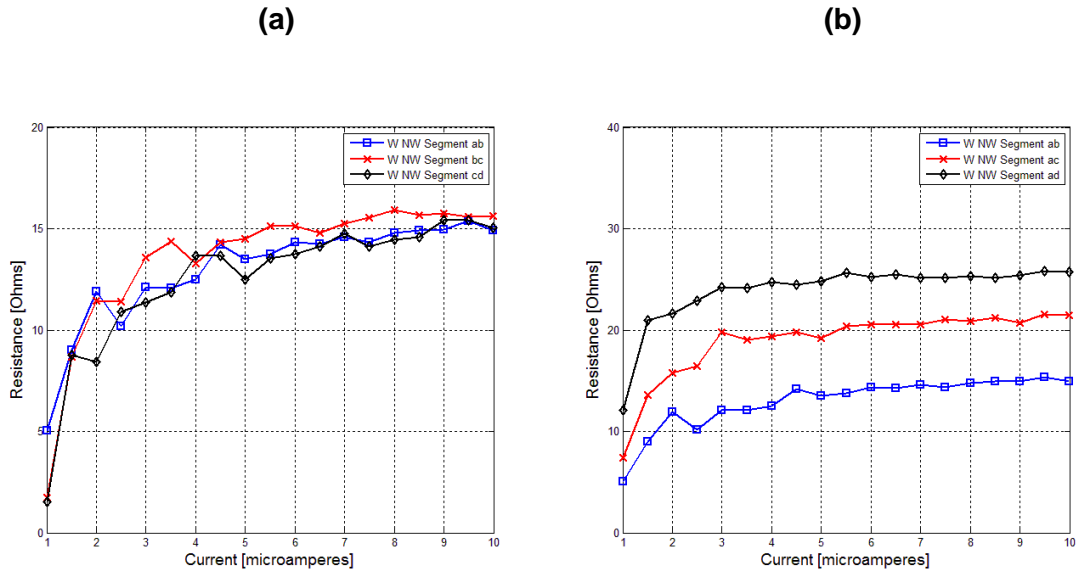 (a)
(b)
20
15
10
5
0
Resistance [Ohms]
W NW Segment ab
W NW Segment bc
W NW Segment cd
1 2 3 4 5 6 7 8 9 10
Current [microamperes]
40
30
20
10
0
Resistance [Ohms]
W NW Segment ab
W NW Segment ac
W NW Segment ad
1 2 3 4 5 6 7 8 9 10
Current [microamperes]